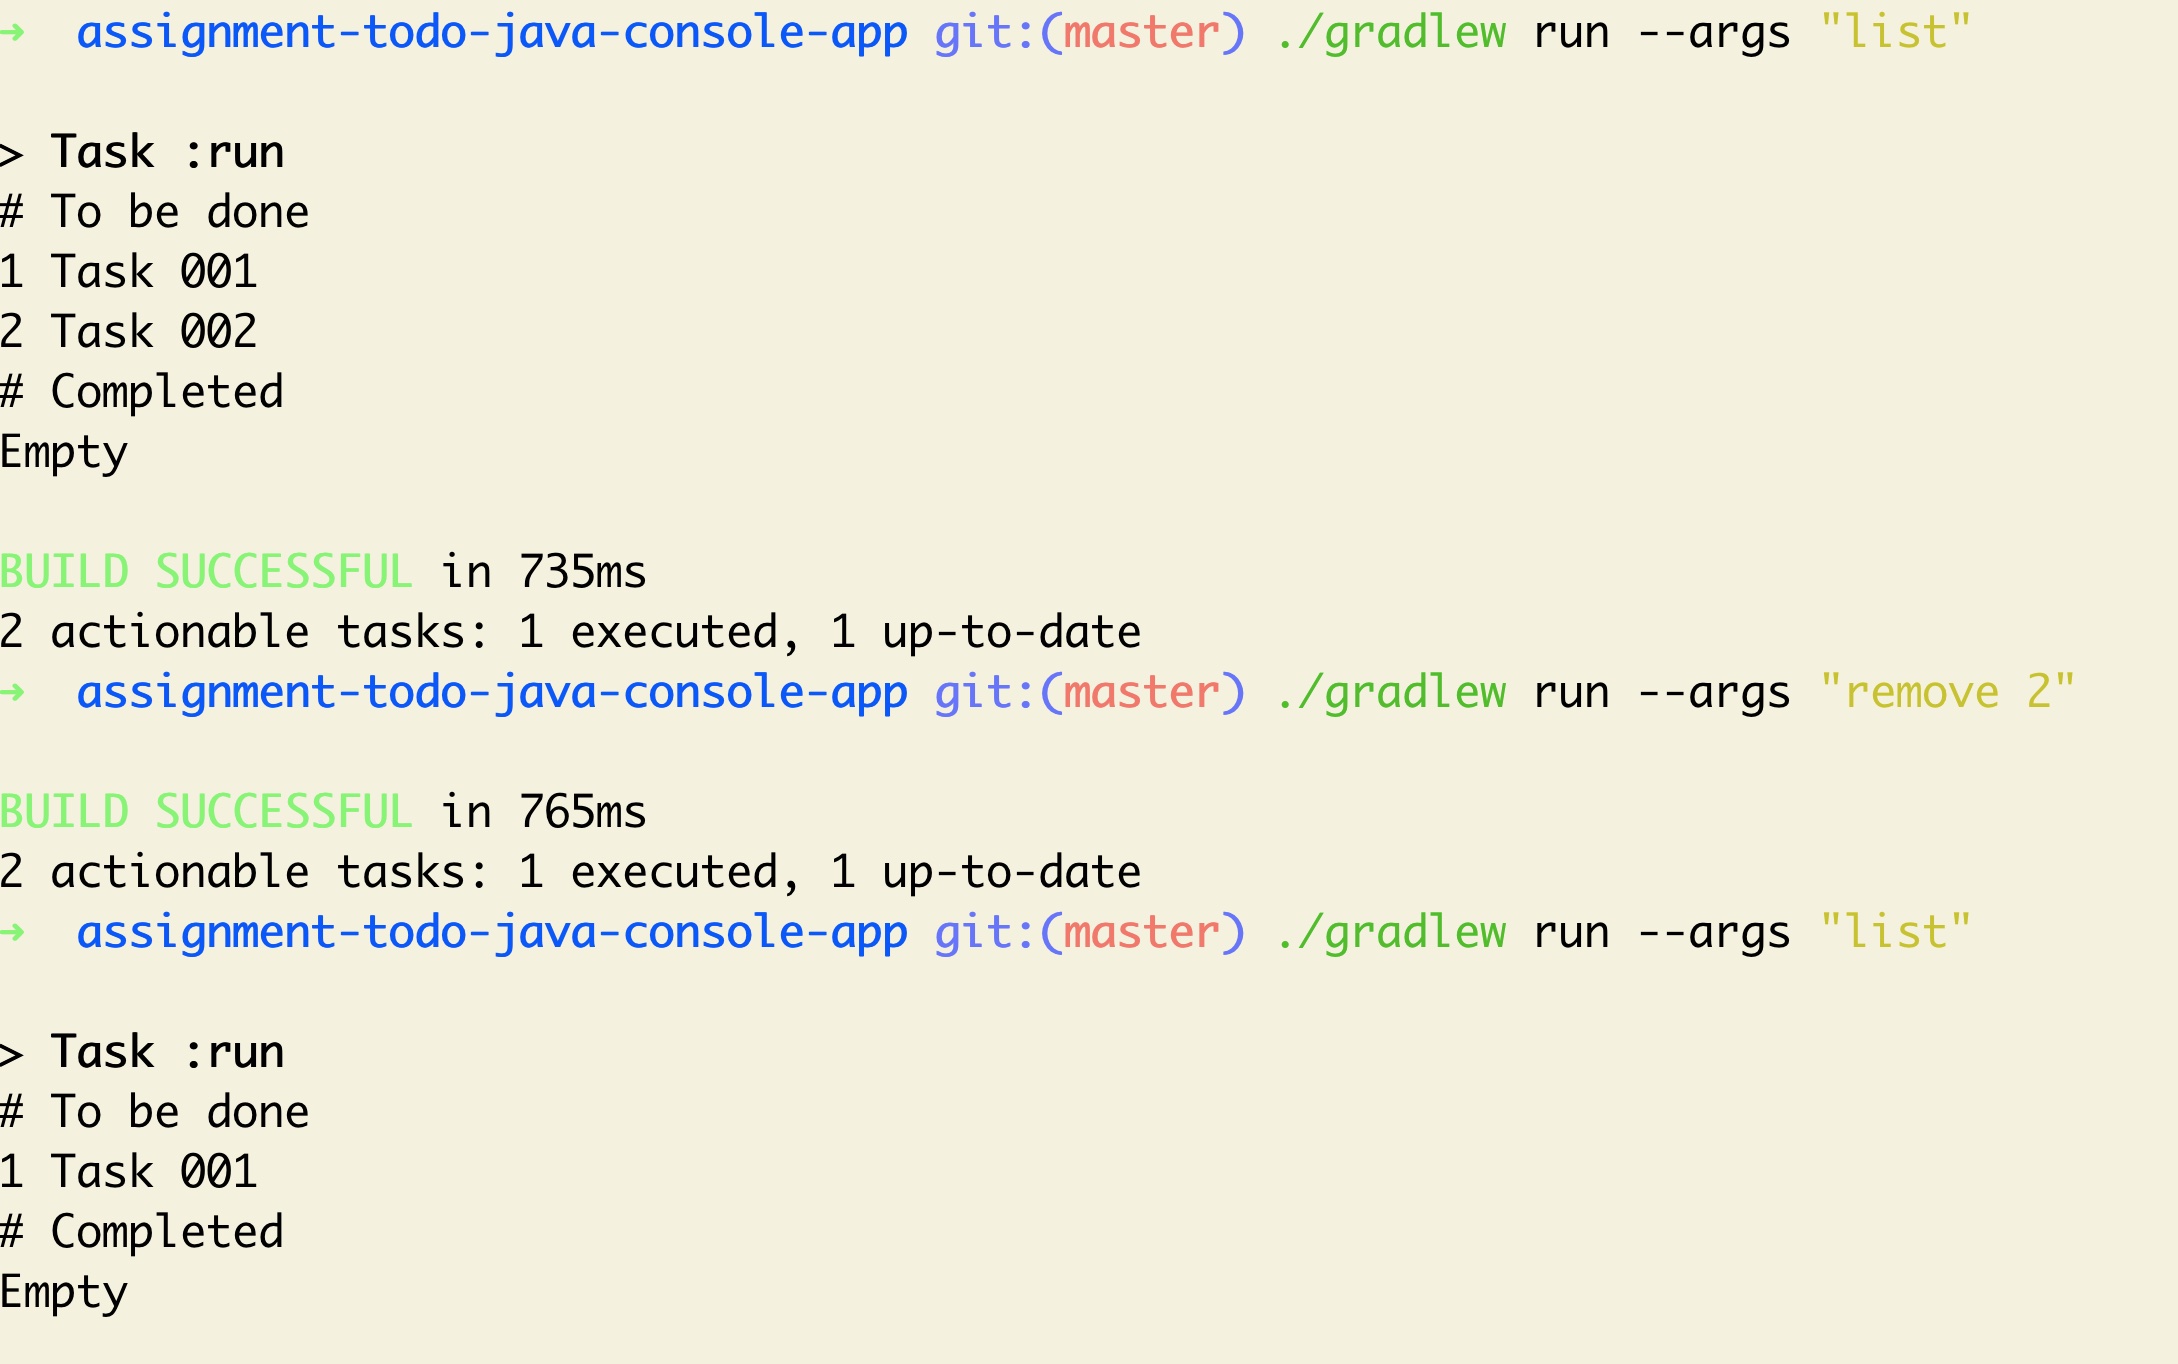 ➜  assignment-todo-java-console-app git:(master) ./gradlew run --args "list"
> Task :run
# To be done
1 Task 001
2 Task 002
# Completed
Empty
BUILD SUCCESSFUL in 735ms
2 actionable tasks: 1 executed, 1 up-to-date
➜  assignment-todo-java-console-app git:(master) ./gradlew run --args "remove 2"
BUILD SUCCESSFUL in 765ms
2 actionable tasks: 1 executed, 1 up-to-date
➜  assignment-todo-java-console-app git:(master) ./gradlew run --args "list"
> Task :run
# To be done
1 Task 001
# Completed
Empty